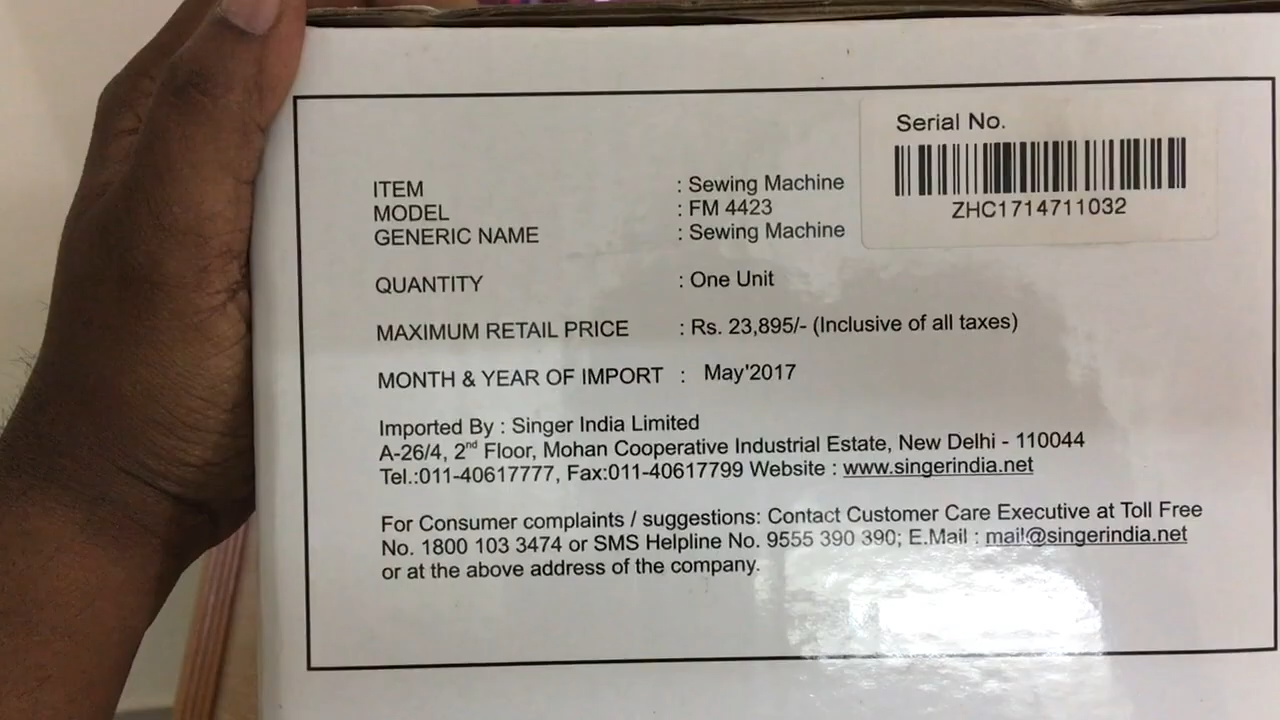 Serial No.
ZHC1714711032
ITEM : Sewing Machine
MODEL : FM 4423
GENERIC NAME : Sewing Machine
QUANTITY : One Unit
MAXIMUM RETAIL PRICE : Rs. 23,895/- (Inclusive of all taxes)
MONTH & YEAR OF IMPORT : May'2017
Imported By : Singer India Limited
A-26/4, 2nd Floor, Mohan Cooperative Industrial Estate, New Delhi - 110044
Tel.:011-40617777, Fax:011-40617799 Website : www.singerindia.net
For Consumer complaints / suggestions: Contact Customer Care Executive at Toll Free
No. 1800 103 3474 or SMS Helpline No. 9555 390 390; E.Mail : mail@singerindia.net
or at the above address of the company.